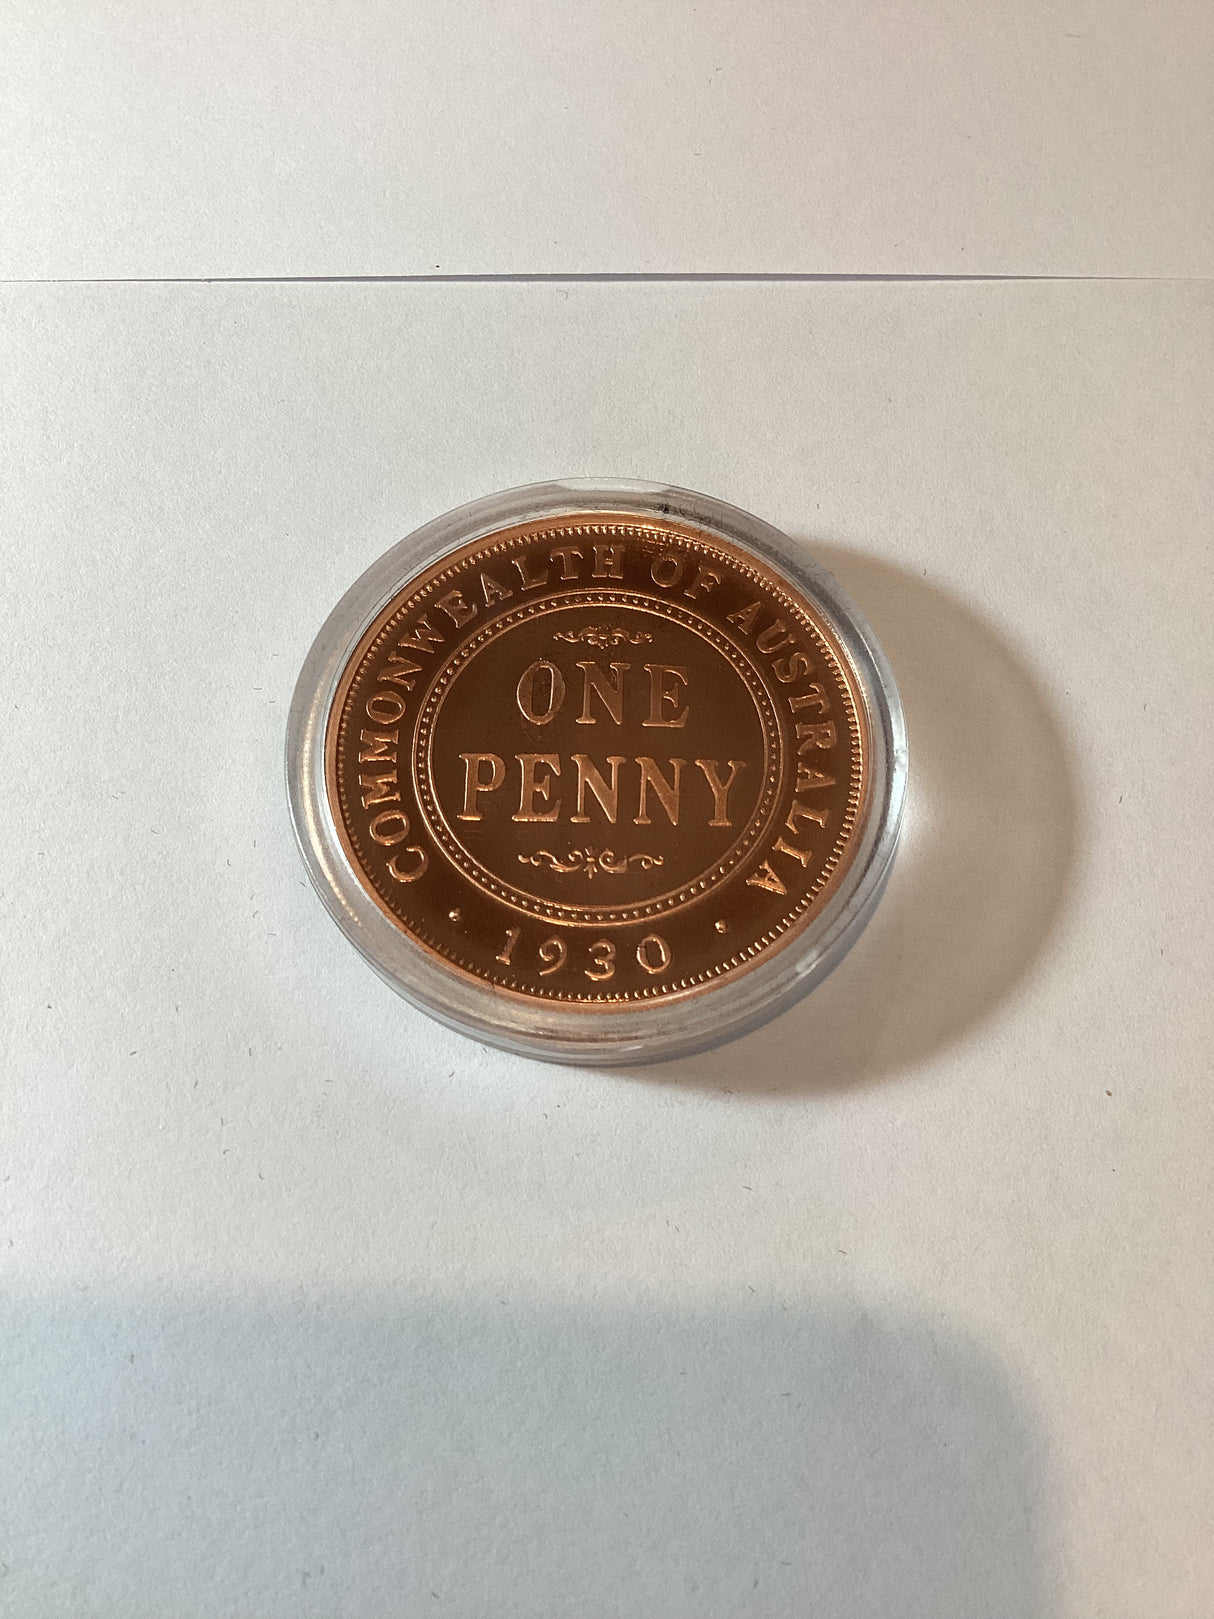 COMMONWEALTH OF AUSTRALIA
ONE
PENNY
· 1930 ·